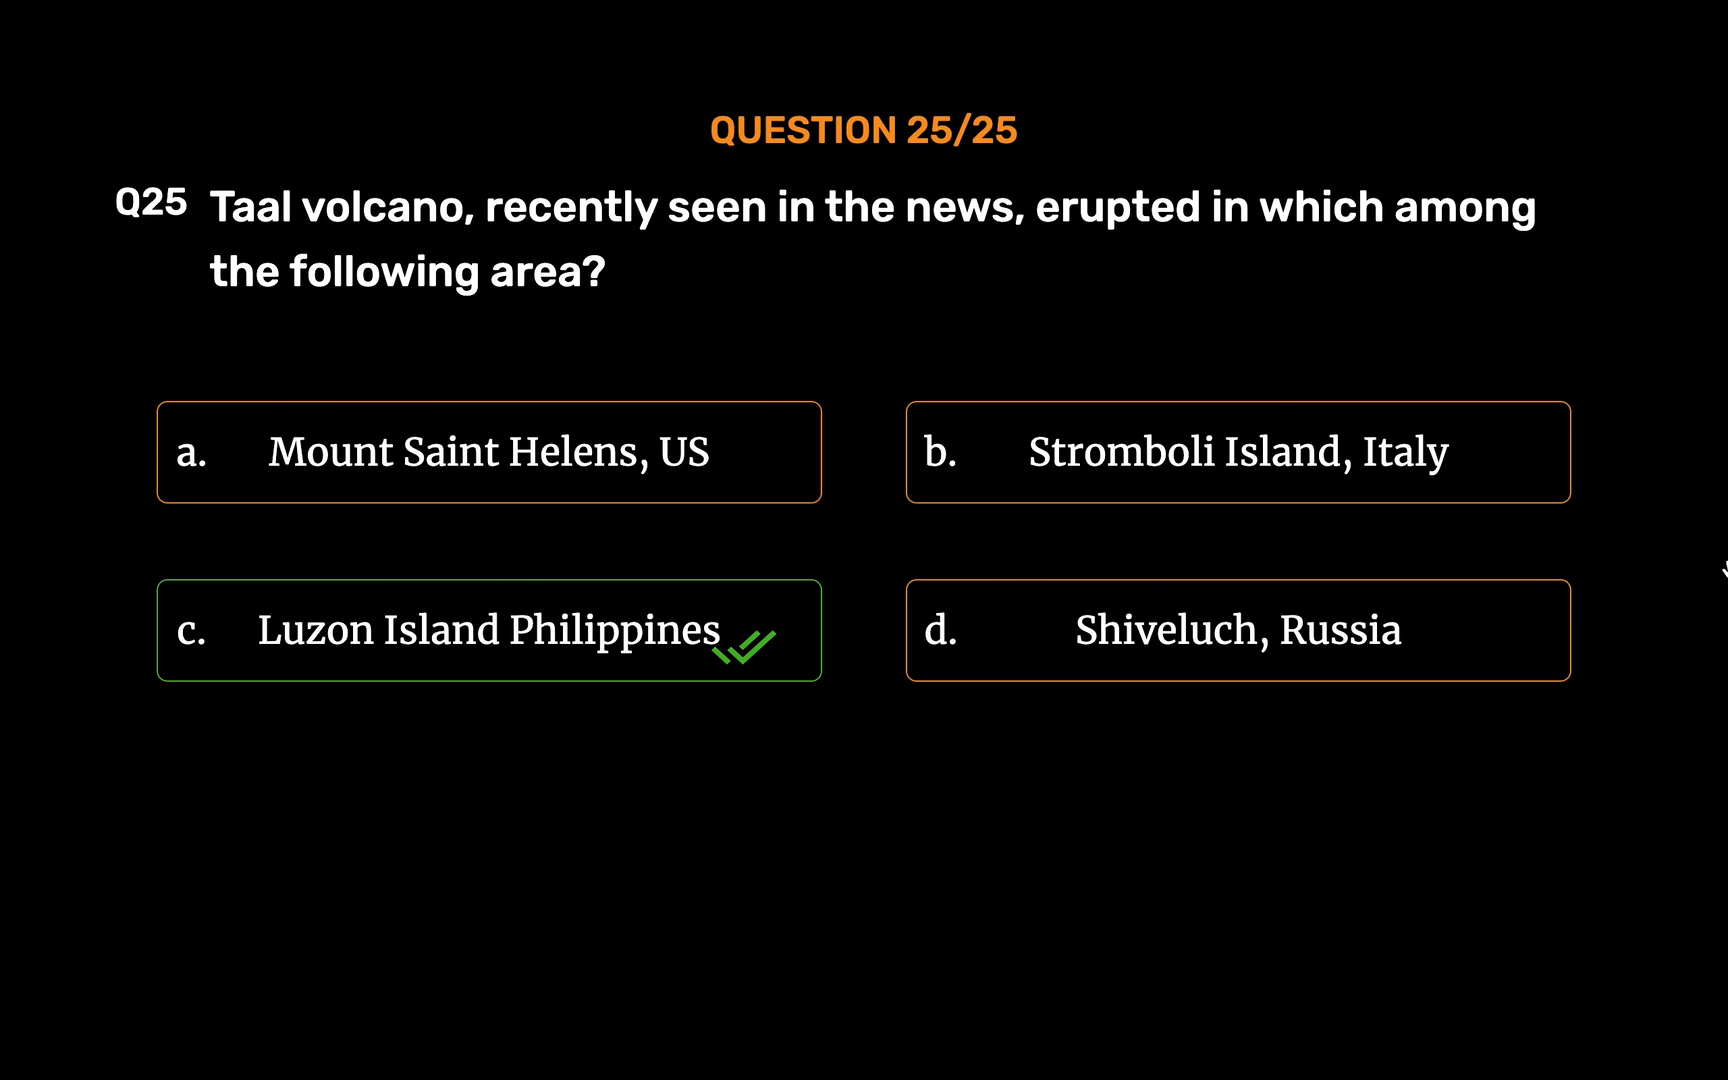 QUESTION 25/25
Q25 Taal volcano, recently seen in the news, erupted in which among
the following area?
a. Mount Saint Helens, US
b. Stromboli Island, Italy
c. Luzon Island Philippines
d. Shiveluch, Russia